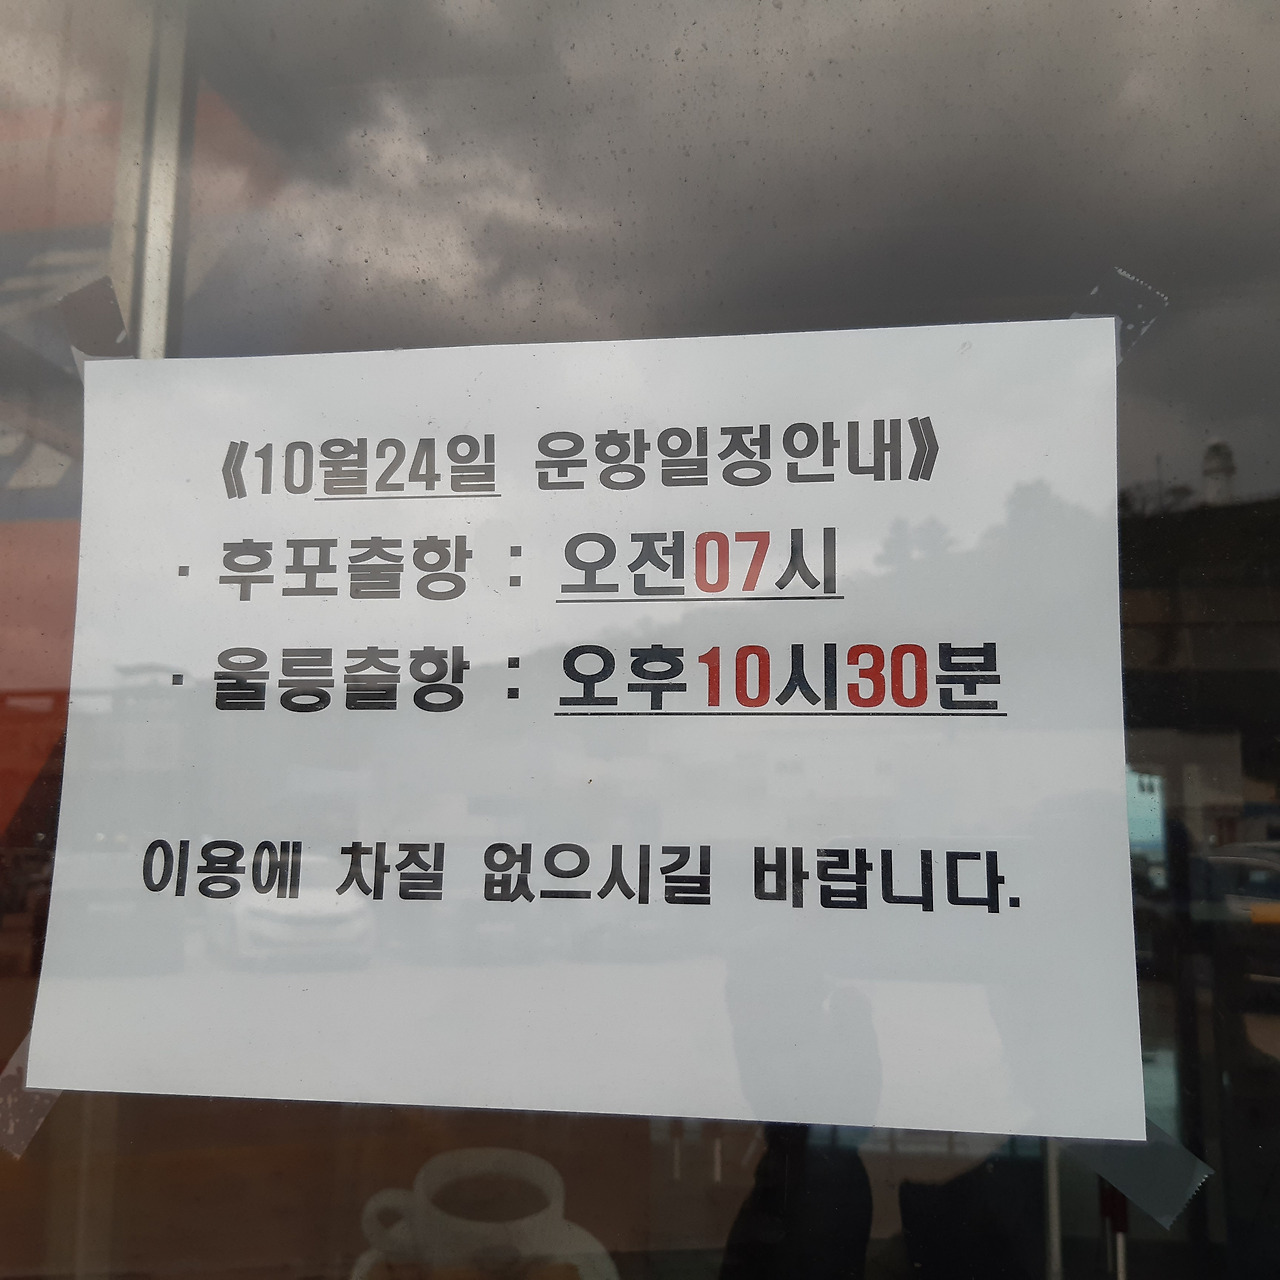 《10월24일 운항일정안내》
· 후포출항 : 오전07시
· 울릉출항 : 오후10시30분
이용에 차질 없으시길 바랍니다.